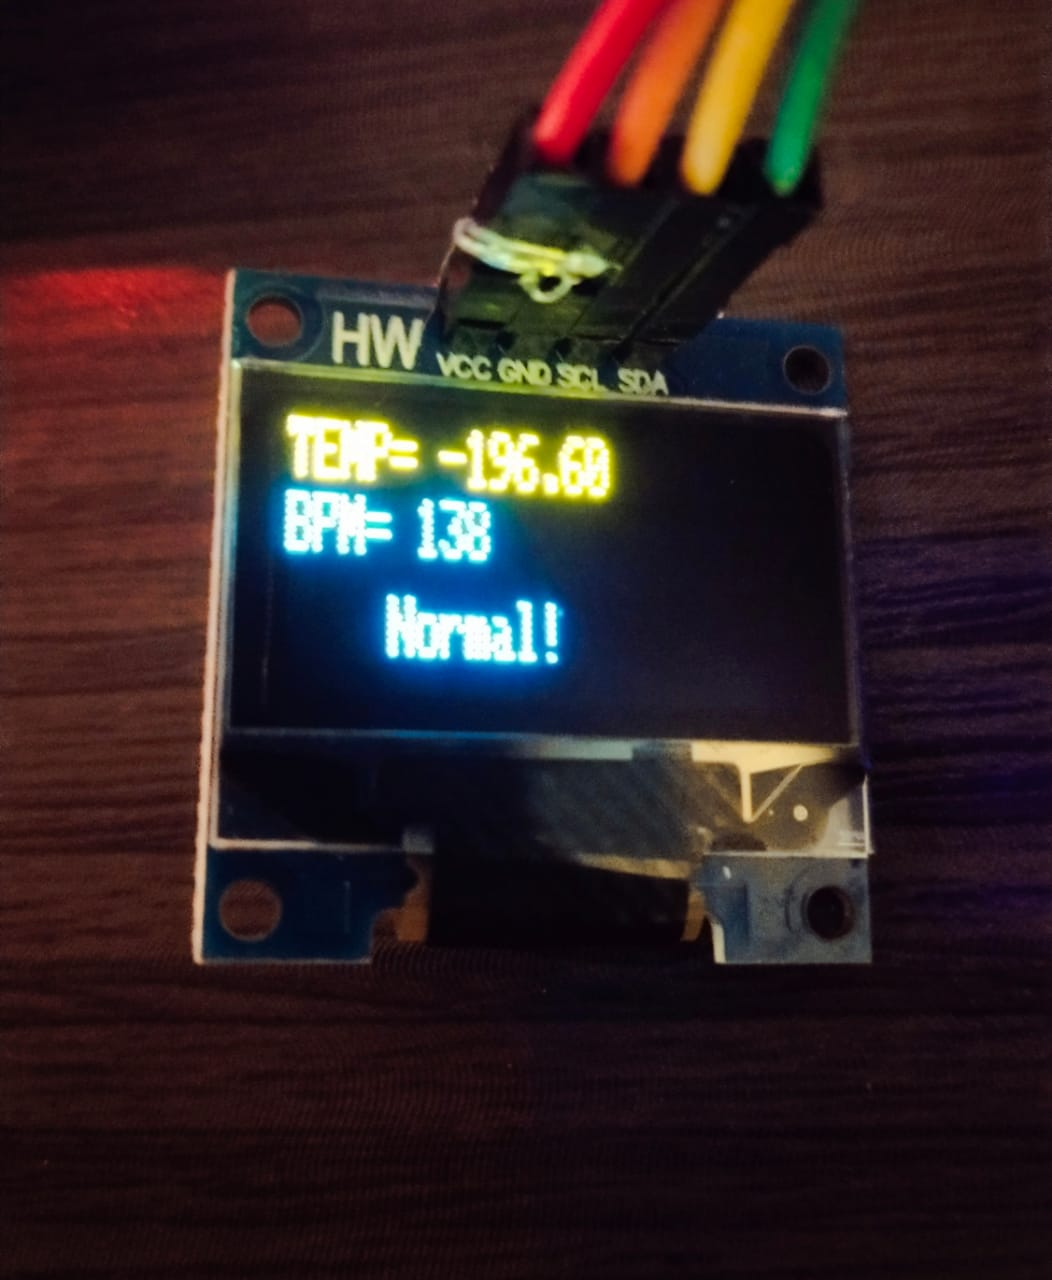 HW
VCC GND SCL SDA
TEMP= -196.60
BPM= 138
Normal!